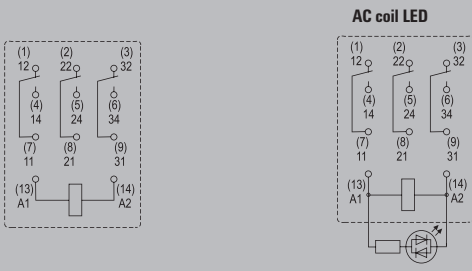 AC coil LED
(1) (2) (3)
12 22 32
(4) (5) (6)
14 24 34
(7) (8) (9)
11 21 31
(13) (14)
A1 A2
(1) (2) (3)
12 22 32
(4) (5) (6)
14 24 34
(7) (8) (9)
11 21 31
(13) (14)
A1 A2